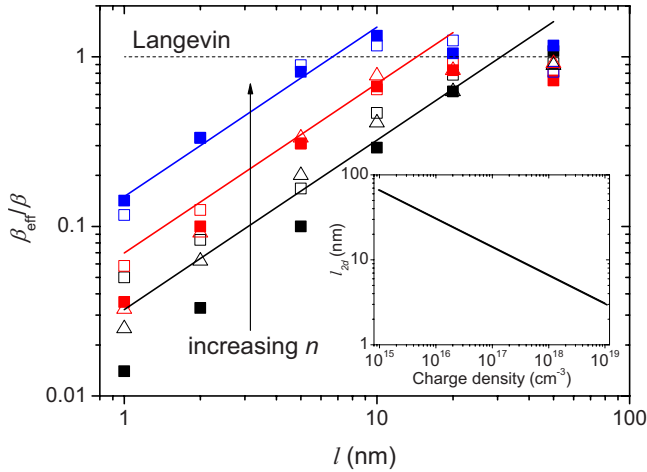 β_eff/β
1
0.1
0.01
Langevin
increasing n
1
10
100
l (nm)
l_2d (nm)
100
10
1
10^15
10^16
10^17
10^18
10^19
Charge density (cm^-3)